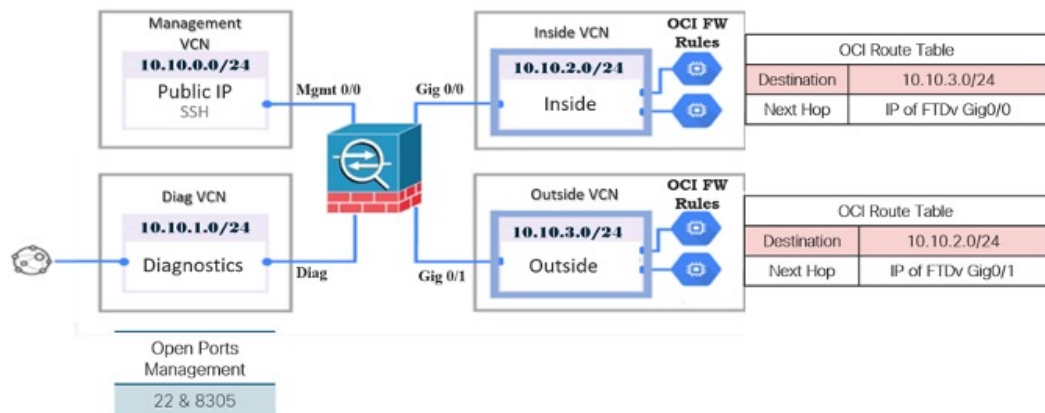 Management
VCN
10.10.0.0/24
Public IP
SSH
Mgmt 0/0
Gig 0/0
Inside VCN
10.10.2.0/24
Inside
OCI FW
Rules
OCI Route Table
Destination 10.10.3.0/24
Next Hop IP of FTDv Gig0/0
Diag VCN
10.10.1.0/24
Diagnostics
Diag
Gig 0/1
Outside VCN
10.10.3.0/24
Outside
OCI FW
Rules
OCI Route Table
Destination 10.10.2.0/24
Next Hop IP of FTDv Gig0/1
Open Ports
Management
22 & 8305